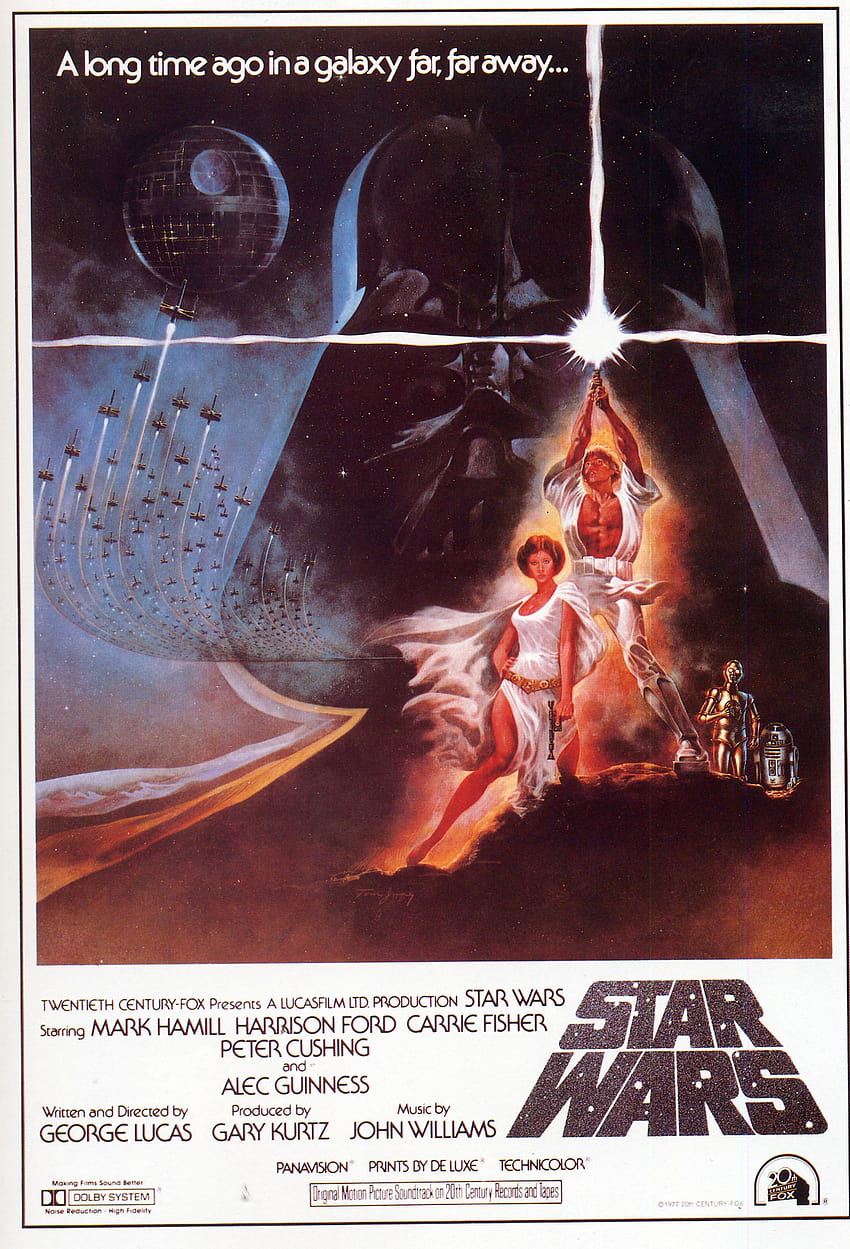 A long time ago in a galaxy far, far away...
TWENTIETH CENTURY-FOX Presents A LUCASFILM LTD. PRODUCTION STAR WARS
Starring MARK HAMILL HARRISON FORD CARRIE FISHER
PETER CUSHING
and
ALEC GUINNESS
Written and Directed by
GEORGE LUCAS
Produced by
GARY KURTZ
Music by
JOHN WILLIAMS
STAR
WARS
PANAVISION® PRINTS BY DE LUXE® TECHNICOLOR®
Making Films Sound Better
DOLBY SYSTEM®
Noise Reduction · High Fidelity
Original Motion Picture Soundtrack on 20th Century Records and Tapes
©1977 20th CENTURY-FOX
20th
CENTURY
FOX
®